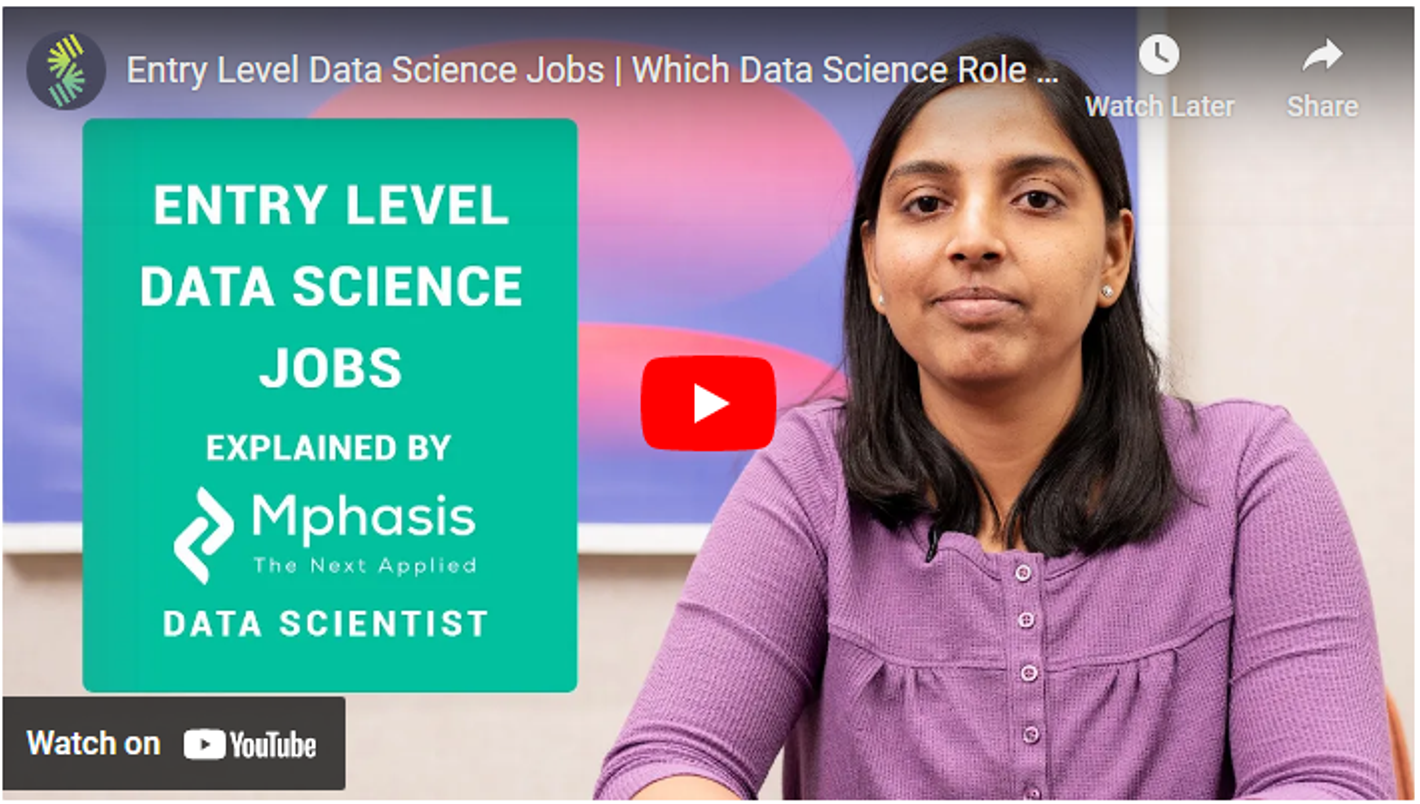 Entry Level Data Science Jobs | Which Data Science Role ...
Watch Later
Share
ENTRY LEVEL
DATA SCIENCE
JOBS
EXPLAINED BY
Mphasis
The Next Applied
DATA SCIENTIST
Watch on YouTube